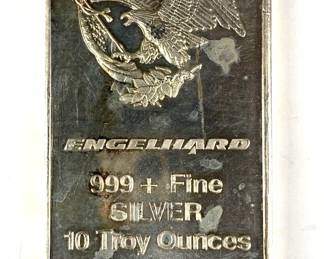 ENGELHARD
999 + Fine
SILVER
10 Troy Ounces